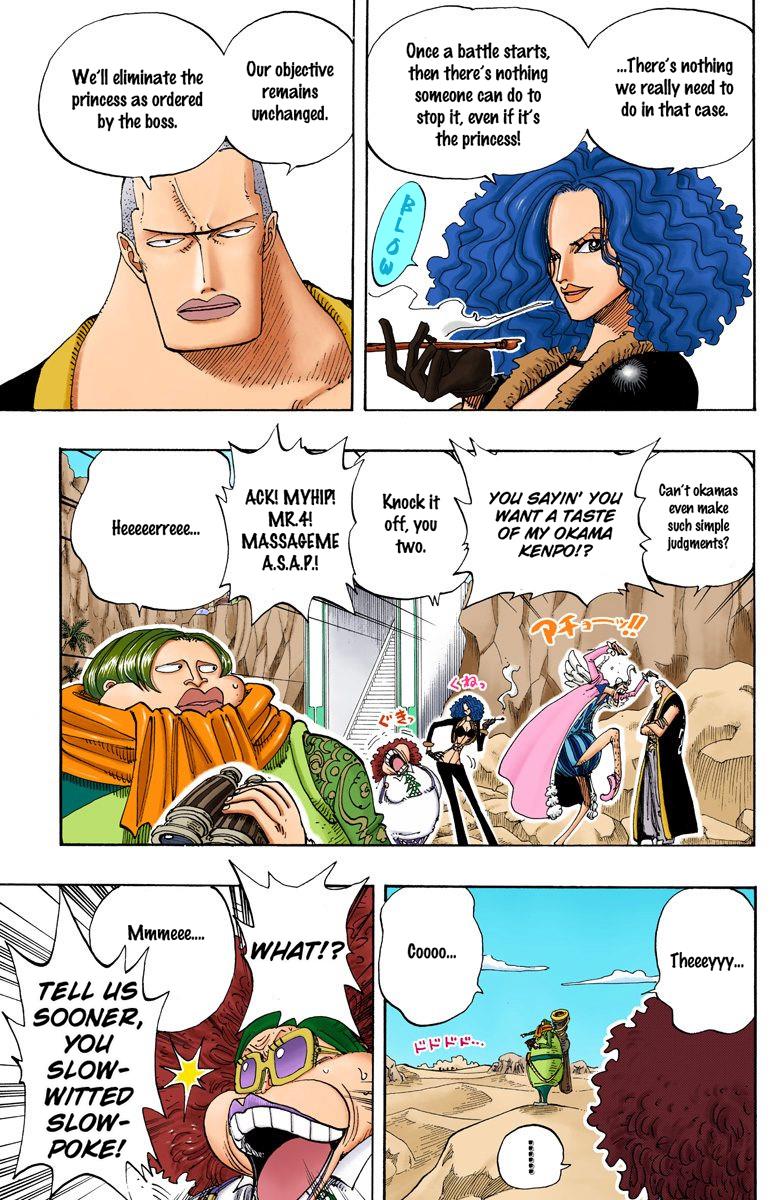 ...There's nothing
we really need to
do in that case.
Once a battle starts,
then there's nothing
someone can do to
stop it, even if it's
the princess!
BLOW
Our objective
remains
unchanged.
We'll eliminate the
princess as ordered
by the boss.
Can't okamas
even make
such simple
judgments?
YOU SAYIN' YOU
WANT A TASTE
OF MY OKAMA
KENPO!?
アチョーッ!!
Knock it
off, you
two.
くねっ
ACK! MYHIP!
MR.4!
MASSAGEME
A.S.A.P.!
ぐきっ
Heeeeerreee...
Theeeyyy...
Coooo...
ドドドド...
WHAT!?
Mmmeee....
TELL US
SOONER,
YOU
SLOW-
WITTED
SLOW-
POKE!